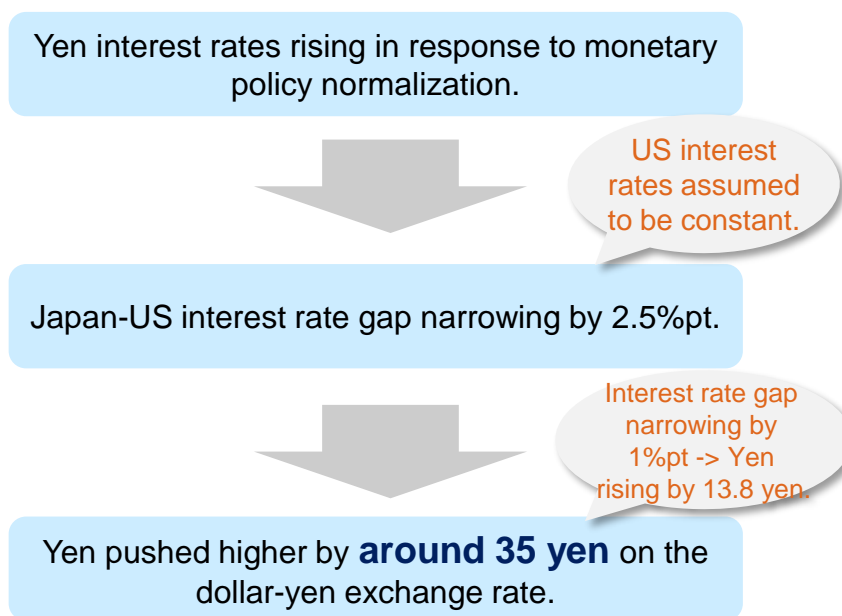 Yen interest rates rising in response to monetary
policy normalization.
US interest
rates assumed
to be constant.
Japan-US interest rate gap narrowing by 2.5%pt.
Interest rate gap
narrowing by
1%pt -> Yen
rising by 13.8 yen.
Yen pushed higher by around 35 yen on the
dollar-yen exchange rate.